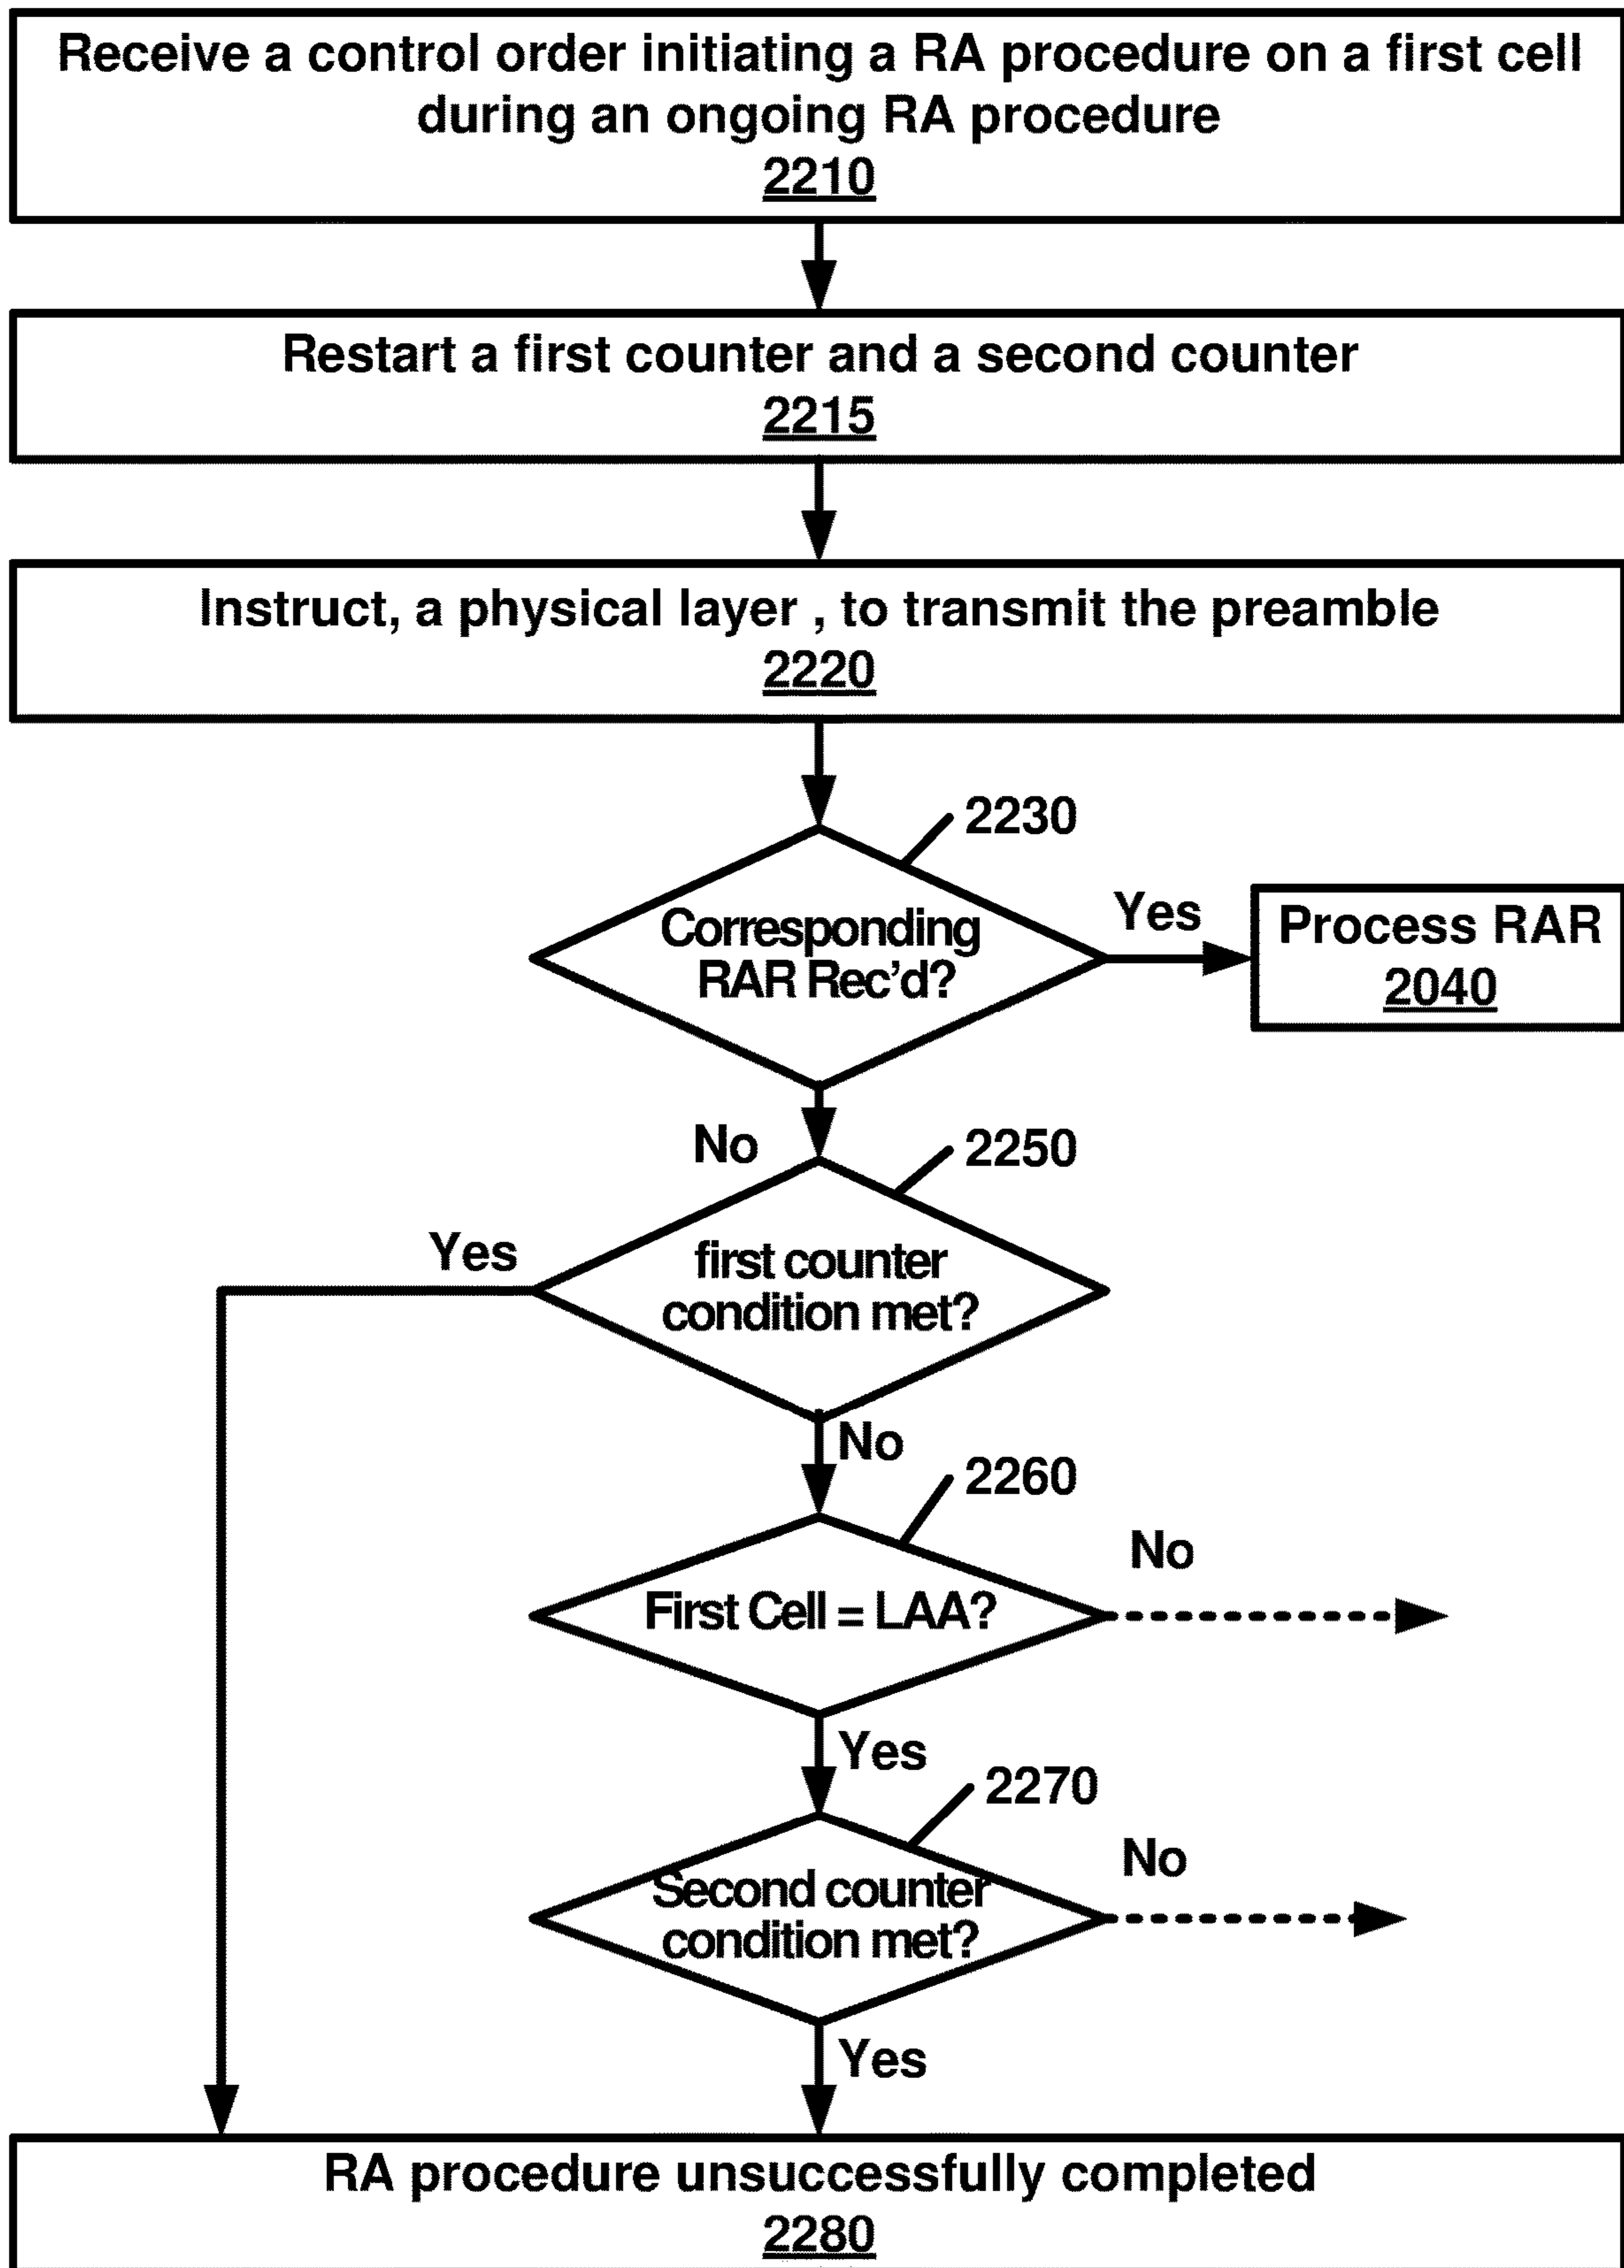 Receive a control order initiating a RA procedure on a first cell
during an ongoing RA procedure
2210
Restart a first counter and a second counter
2215
Instruct, a physical layer , to transmit the preamble
2220
2230
Corresponding
RAR Rec'd?
Yes
Process RAR
2040
No
2250
Yes
first counter
condition met?
No
2260
No
First Cell = LAA?
Yes
2270
No
Second counter
condition met?
Yes
RA procedure unsuccessfully completed
2280